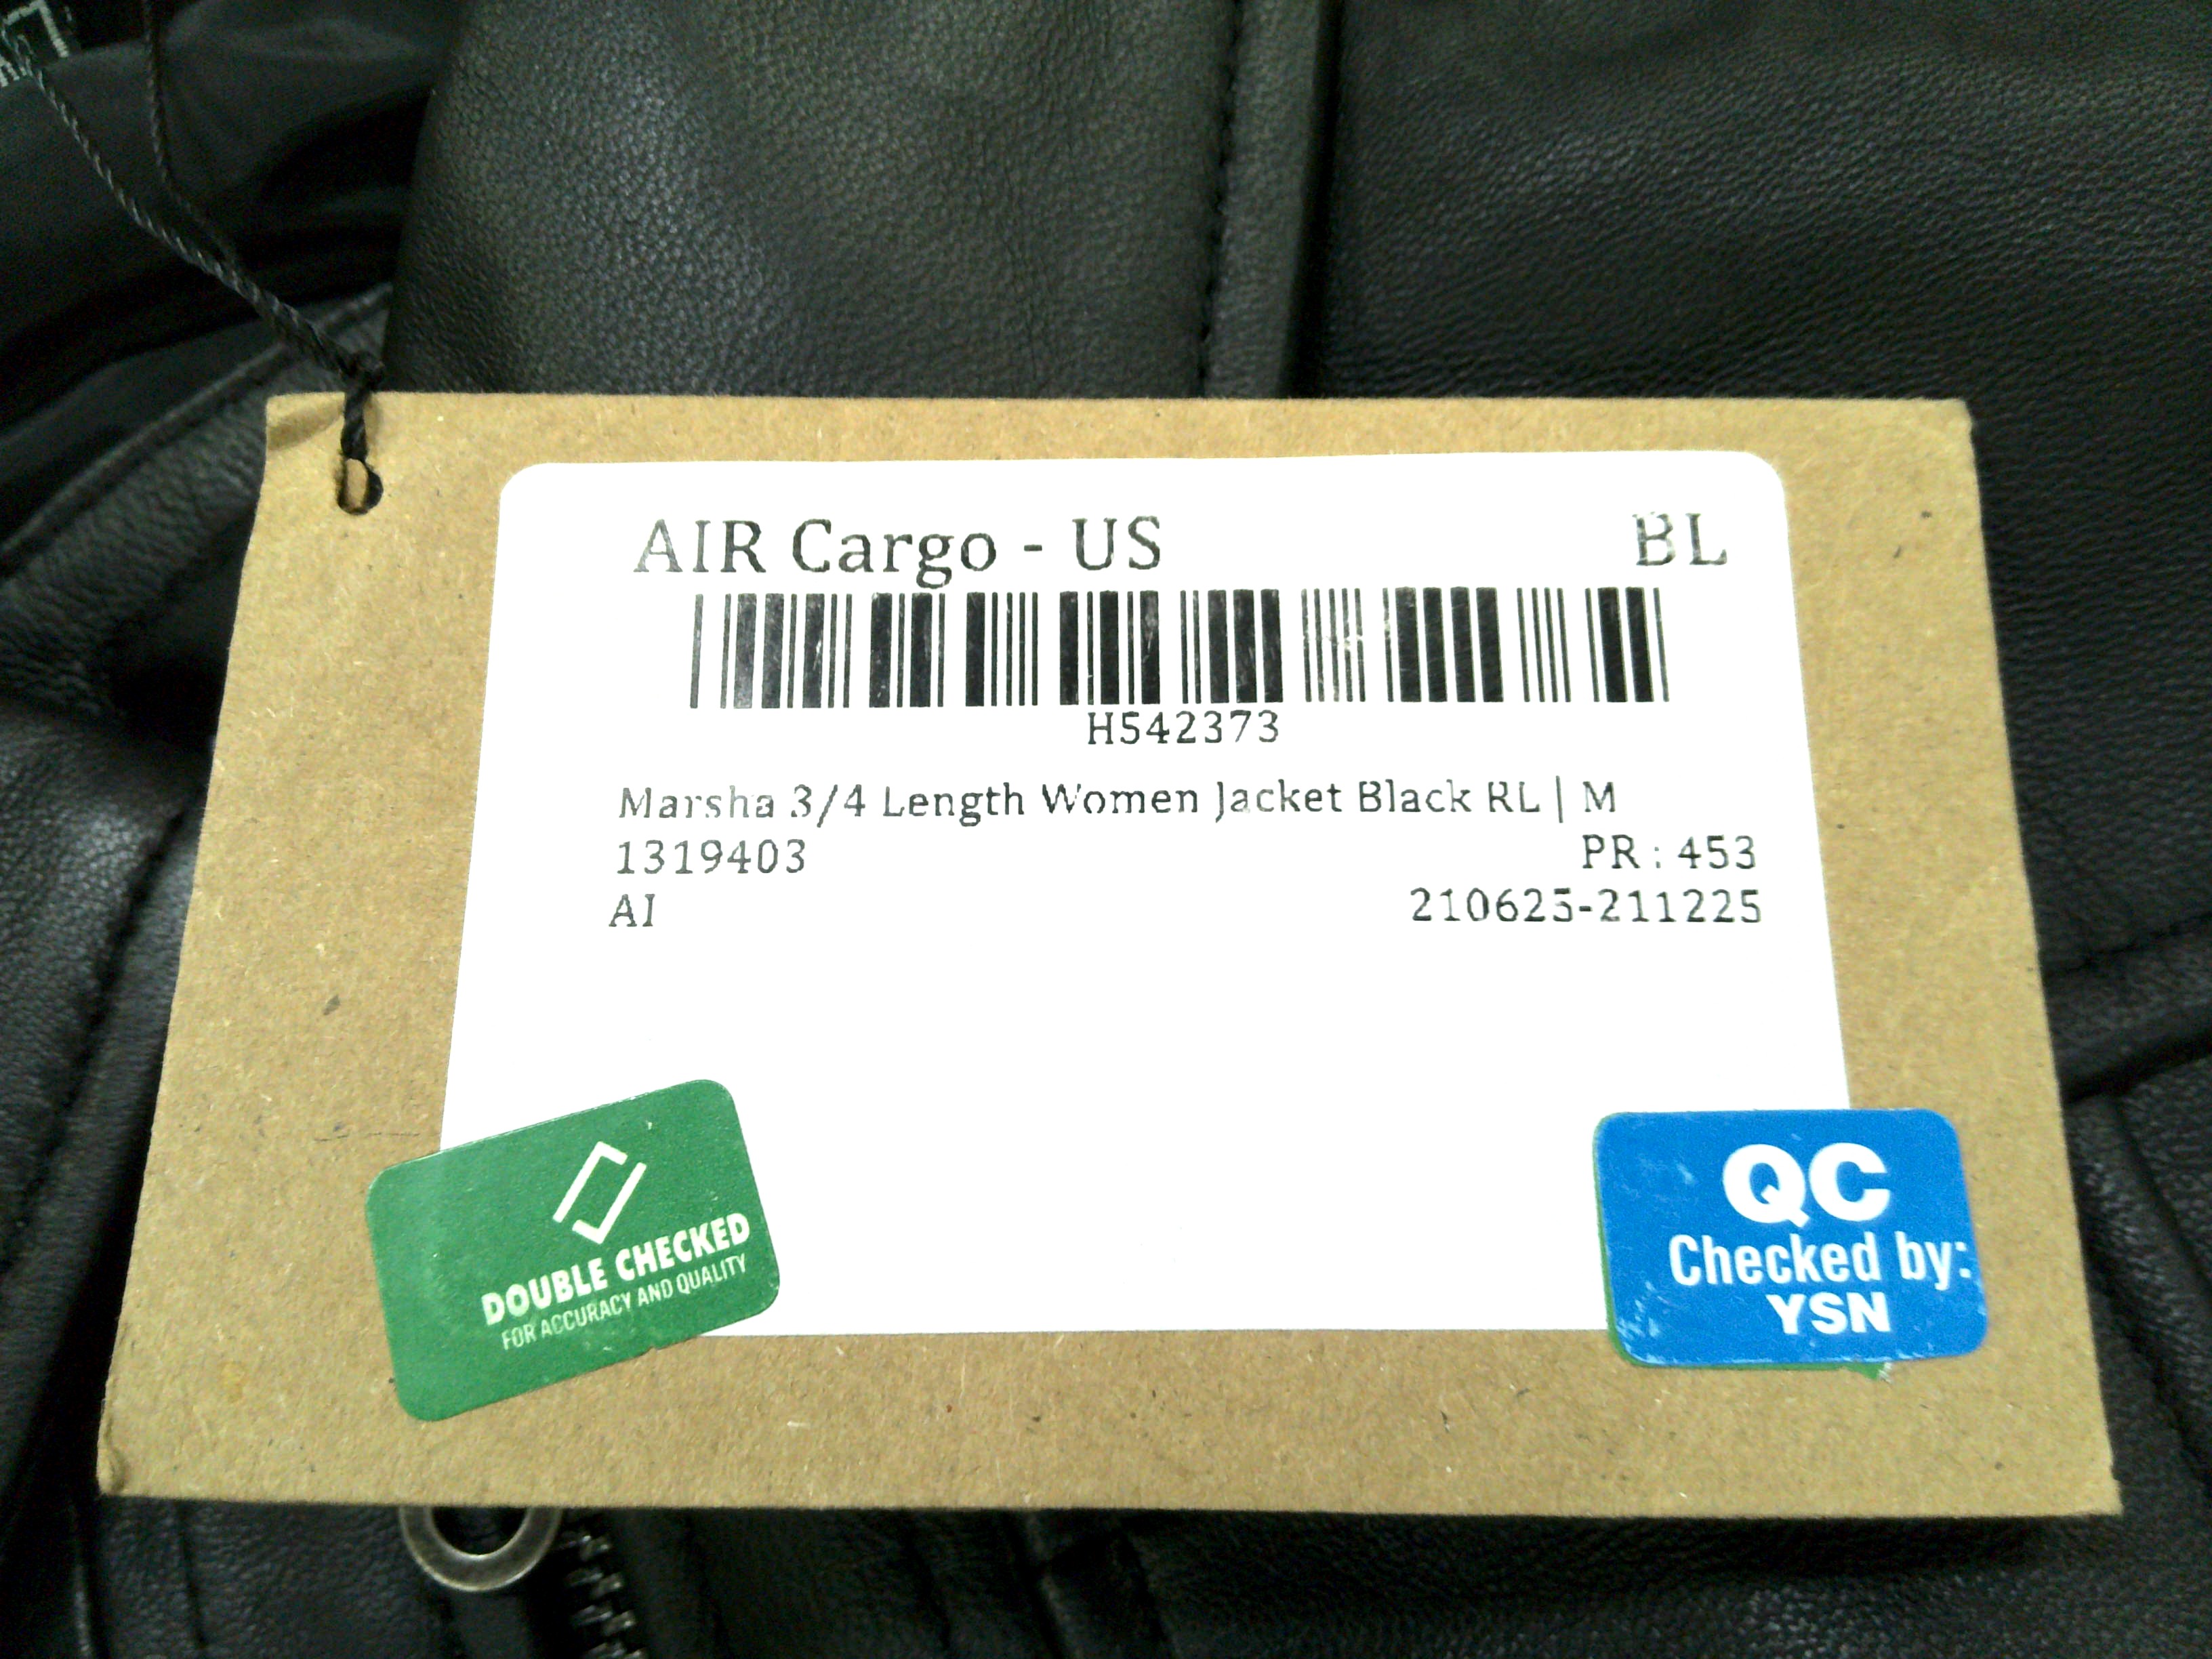 AIR Cargo - US BL
H542373
Marsha 3/4 Length Women Jacket Black RL | M
1319403 PR : 453
AI 210625-211225
DOUBLE CHECKED
FOR ACCURACY AND QUALITY
QC
Checked by:
YSN